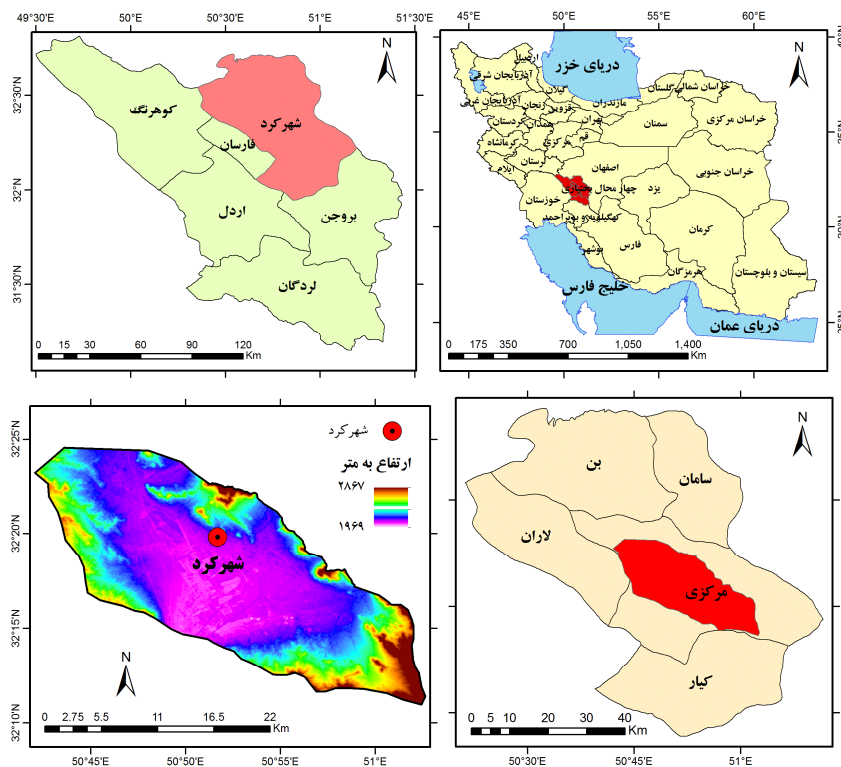 49°30'E 50°E 50°30'E 51°E 51°30'E
32°30'N
32°N
31°30'N
N
کوهرنگ
شهرکرد
فارسان
اردل
بروجن
لردگان
0 15 30 60 90 120
Km
45°E 50°E 55°E 60°E
N
دریای خزر
اردبیل
آذربایجان شرقی
گیلان
خراسان شمالی
گلستان
آذربایجان غربی
زنجان
قزوین
مازندران
تهران
سمنان
خراسان مرکزی
کردستان
همدان
قم
مرکزی
کرمانشاه
لرستان
ایلام
اصفهان
خراسان جنوبی
چهار محال بختیاری
یزد
خوزستان
کهگیلویه و بویر احمد
کرمان
فارس
بوشهر
هرمزگان
سیستان و بلوچستان
خلیج فارس
دریای عمان
0 175 350 700 1,050 1,400
Km
32°25'N
32°20'N
32°15'N
32°10'N
شهرکرد
ارتفاع به متر
۲۸۶۷
۱۹۶۹
شهرکرد
N
0 2.75 5.5 11 16.5 22
Km
50°45'E 50°50'E 50°55'E 51°E
N
بن
سامان
لاران
مرکزی
کیار
0 5 10 20 30 40
Km
50°30'E 50°45'E 51°E